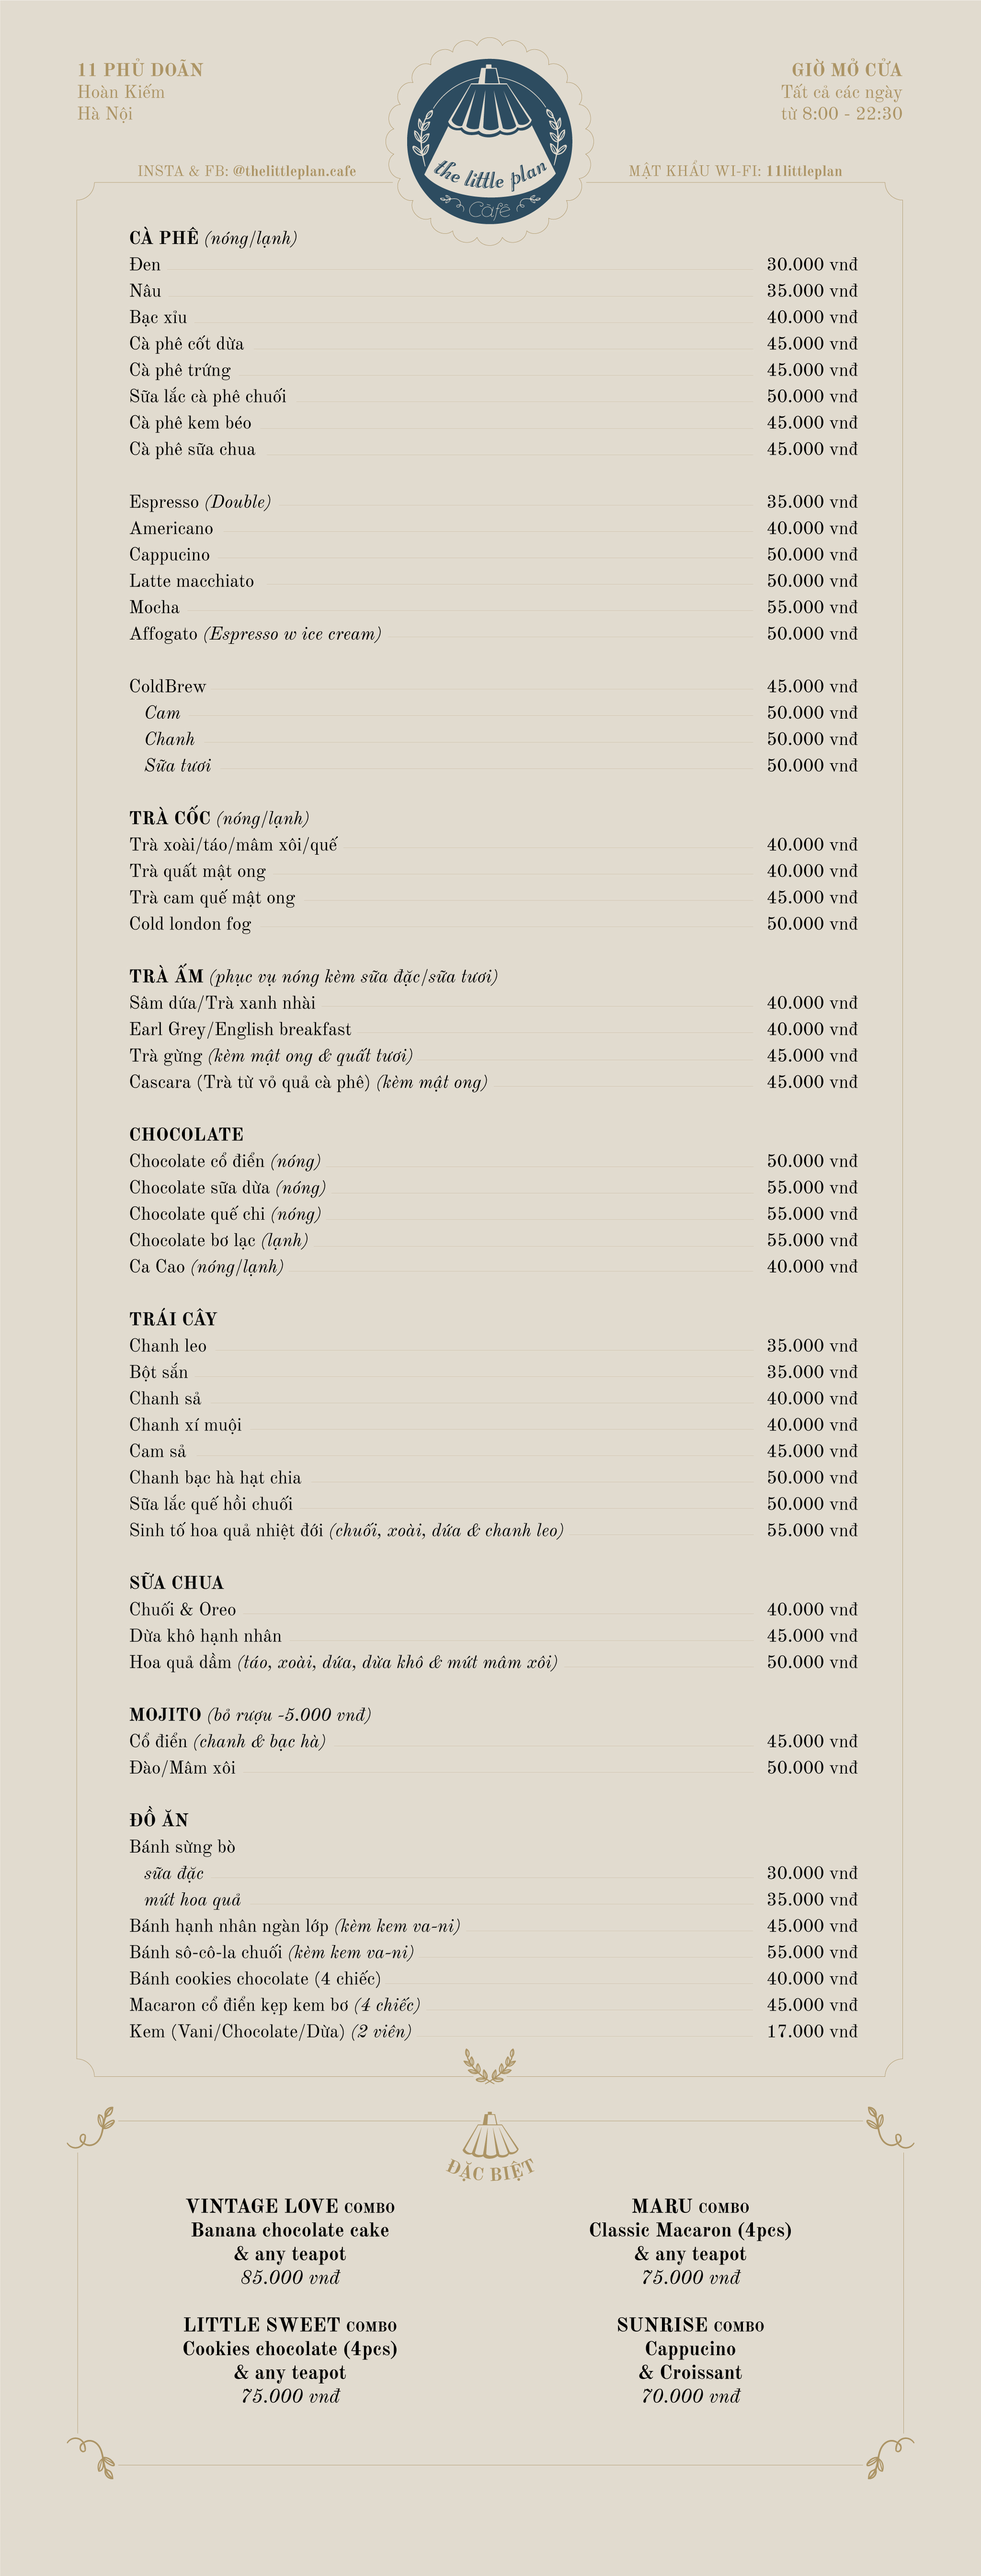 11 PHỦ DOÃN
Hoàn Kiếm
Hà Nội
GIỜ MỞ CỬA
Tất cả các ngày
từ 8:00 - 22:30
the little plan
Café
INSTA & FB: @thelittleplan.cafe
MẬT KHẨU WI-FI: 11littleplan
CÀ PHÊ (nóng/lạnh)
Đen 30.000 vnđ
Nâu 35.000 vnđ
Bạc xỉu 40.000 vnđ
Cà phê cốt dừa 45.000 vnđ
Cà phê trứng 45.000 vnđ
Sữa lắc cà phê chuối 50.000 vnđ
Cà phê kem béo 45.000 vnđ
Cà phê sữa chua 45.000 vnđ
Espresso (Double) 35.000 vnđ
Americano 40.000 vnđ
Cappucino 50.000 vnđ
Latte macchiato 50.000 vnđ
Mocha 55.000 vnđ
Affogato (Espresso w ice cream) 50.000 vnđ
ColdBrew 45.000 vnđ
Cam 50.000 vnđ
Chanh 50.000 vnđ
Sữa tươi 50.000 vnđ
TRÀ CỐC (nóng/lạnh)
Trà xoài/táo/mâm xôi/quế 40.000 vnđ
Trà quất mật ong 40.000 vnđ
Trà cam quế mật ong 45.000 vnđ
Cold london fog 50.000 vnđ
TRÀ ẤM (phục vụ nóng kèm sữa đặc/sữa tươi)
Sâm dứa/Trà xanh nhài 40.000 vnđ
Earl Grey/English breakfast 40.000 vnđ
Trà gừng (kèm mật ong & quất tươi) 45.000 vnđ
Cascara (Trà từ vỏ quả cà phê) (kèm mật ong) 45.000 vnđ
CHOCOLATE
Chocolate cổ điển (nóng) 50.000 vnđ
Chocolate sữa dừa (nóng) 55.000 vnđ
Chocolate quế chi (nóng) 55.000 vnđ
Chocolate bơ lạc (lạnh) 55.000 vnđ
Ca Cao (nóng/lạnh) 40.000 vnđ
TRÁI CÂY
Chanh leo 35.000 vnđ
Bột sắn 35.000 vnđ
Chanh sả 40.000 vnđ
Chanh xí muội 40.000 vnđ
Cam sả 45.000 vnđ
Chanh bạc hà hạt chia 50.000 vnđ
Sữa lắc quế hồi chuối 50.000 vnđ
Sinh tố hoa quả nhiệt đới (chuối, xoài, dứa & chanh leo) 55.000 vnđ
SỮA CHUA
Chuối & Oreo 40.000 vnđ
Dừa khô hạnh nhân 45.000 vnđ
Hoa quả dầm (táo, xoài, dứa, dừa khô & mứt mâm xôi) 50.000 vnđ
MOJITO (bỏ rượu -5.000 vnđ)
Cổ điển (chanh & bạc hà) 45.000 vnđ
Đào/Mâm xôi 50.000 vnđ
ĐỒ ĂN
Bánh sừng bò
sữa đặc 30.000 vnđ
mứt hoa quả 35.000 vnđ
Bánh hạnh nhân ngàn lớp (kèm kem va-ni) 45.000 vnđ
Bánh sô-cô-la chuối (kèm kem va-ni) 55.000 vnđ
Bánh cookies chocolate (4 chiếc) 40.000 vnđ
Macaron cổ điển kẹp kem bơ (4 chiếc) 45.000 vnđ
Kem (Vani/Chocolate/Dừa) (2 viên) 17.000 vnđ
ĐẶC BIỆT
VINTAGE LOVE COMBO
Banana chocolate cake
& any teapot
85.000 vnđ
MARU COMBO
Classic Macaron (4pcs)
& any teapot
75.000 vnđ
LITTLE SWEET COMBO
Cookies chocolate (4pcs)
& any teapot
75.000 vnđ
SUNRISE COMBO
Cappucino
& Croissant
70.000 vnđ